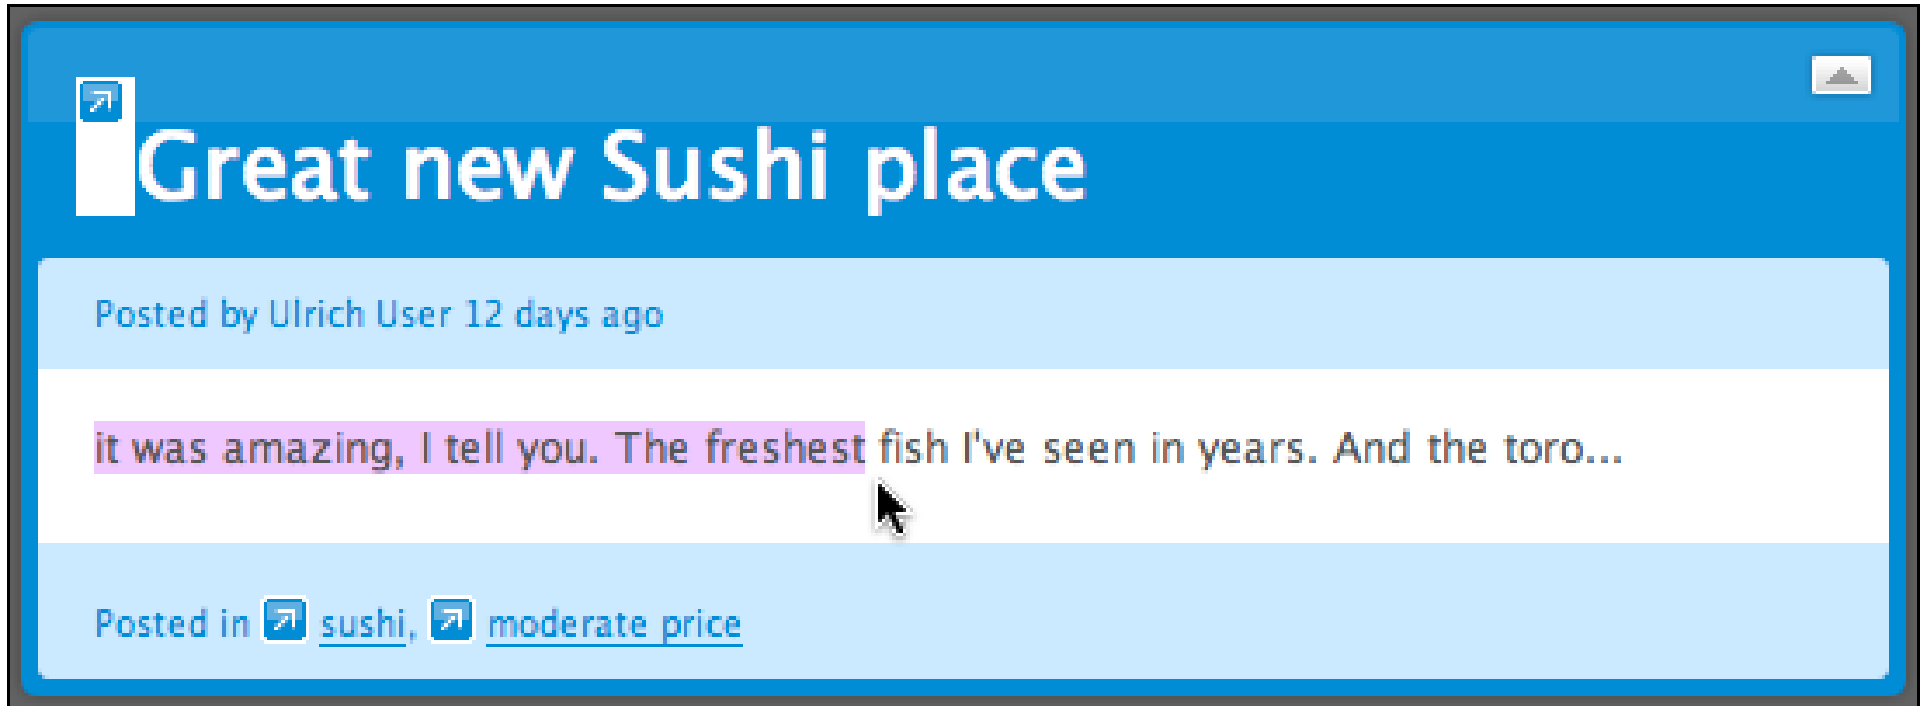 Great new Sushi place
Posted by Ulrich User 12 days ago
it was amazing, I tell you. The freshest fish I've seen in years. And the toro...
Posted in sushi, moderate price